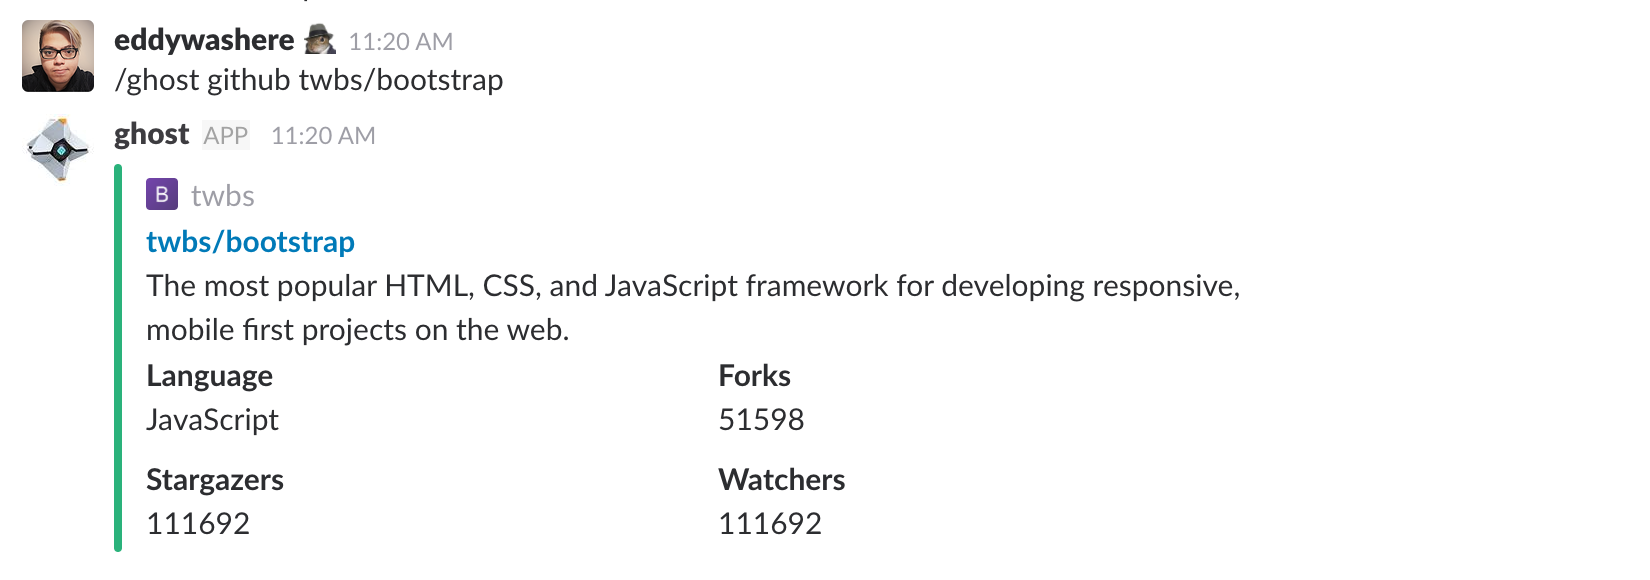 eddywashere 11:20 AM
/ghost github twbs/bootstrap
ghost APP 11:20 AM
B twbs
twbs/bootstrap
The most popular HTML, CSS, and JavaScript framework for developing responsive,
mobile first projects on the web.
Language Forks
JavaScript 51598
Stargazers Watchers
111692 111692